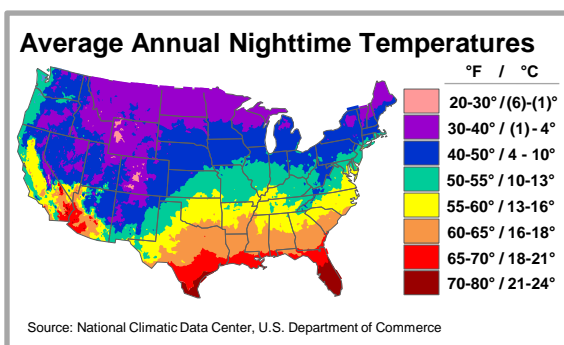 Average Annual Nighttime Temperatures
°F / °C
20-30° / (6)-(1)°
30-40° / (1) - 4°
40-50° / 4 - 10°
50-55° / 10-13°
55-60° / 13-16°
60-65° / 16-18°
65-70° / 18-21°
70-80° / 21-24°
Source: National Climatic Data Center, U.S. Department of Commerce